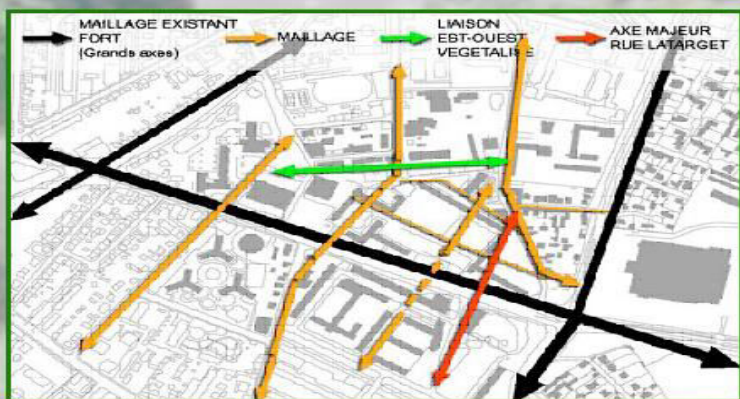 MAILLAGE EXISTANT
FORT
(Grands axes)
MAILLAGE
LIAISON
EST-OUEST
VEGETALISE
AXE MAJEUR
RUE LATARGET